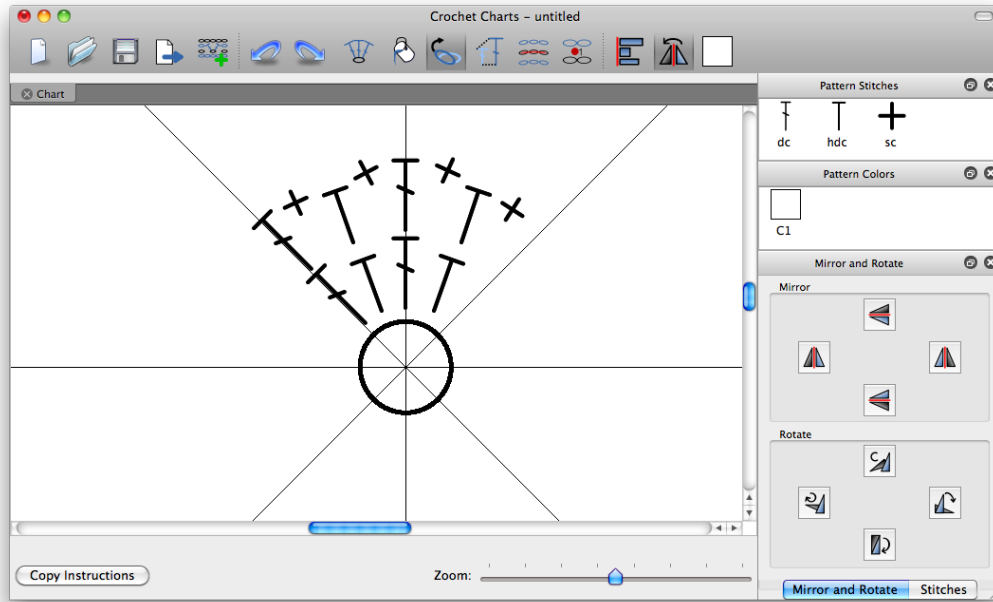 Crochet Charts – untitled
Chart
Pattern Stitches
dc hdc sc
Pattern Colors
C1
Mirror and Rotate
Mirror
Rotate
Copy Instructions
Zoom:
Mirror and Rotate Stitches